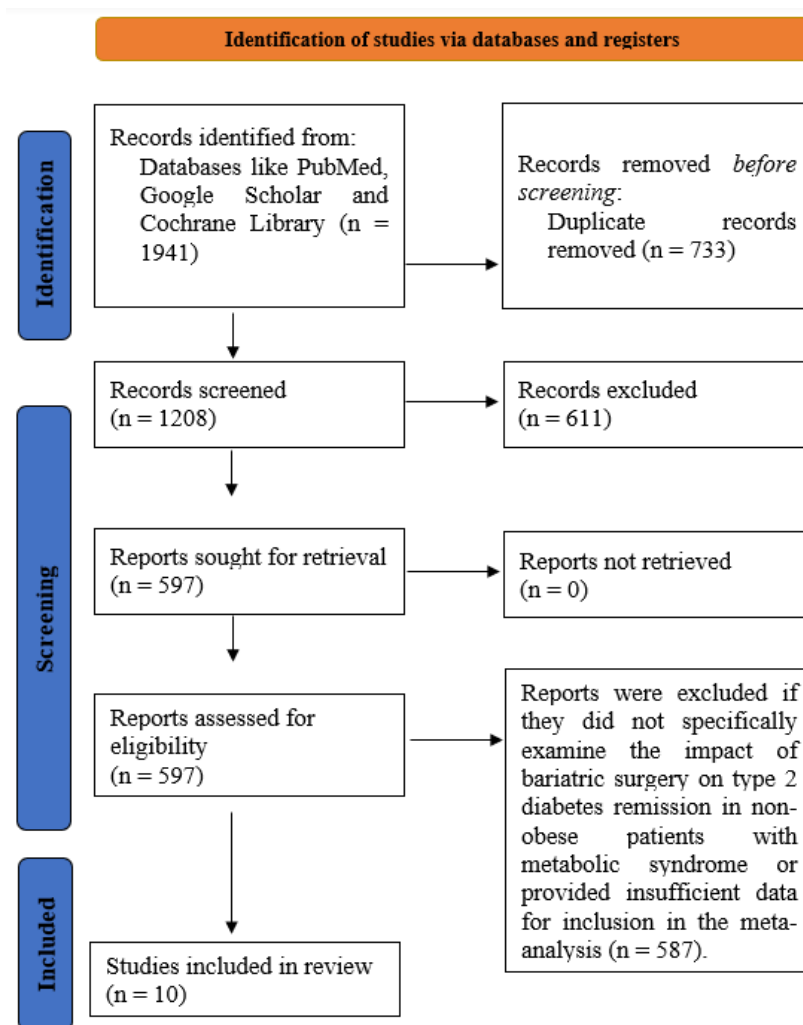 Identification of studies via databases and registers
Identification
Records identified from:
Databases like PubMed,
Google Scholar and
Cochrane Library (n =
1941)
Records removed before
screening:
Duplicate records
removed (n = 733)
Screening
Records screened
(n = 1208)
Records excluded
(n = 611)
Reports sought for retrieval
(n = 597)
Reports not retrieved
(n = 0)
Reports assessed for
eligibility
(n = 597)
Reports were excluded if
they did not specifically
examine the impact of
bariatric surgery on type 2
diabetes remission in non-
obese patients with
metabolic syndrome or
provided insufficient data
for inclusion in the meta-
analysis (n = 587).
Included
Studies included in review
(n = 10)